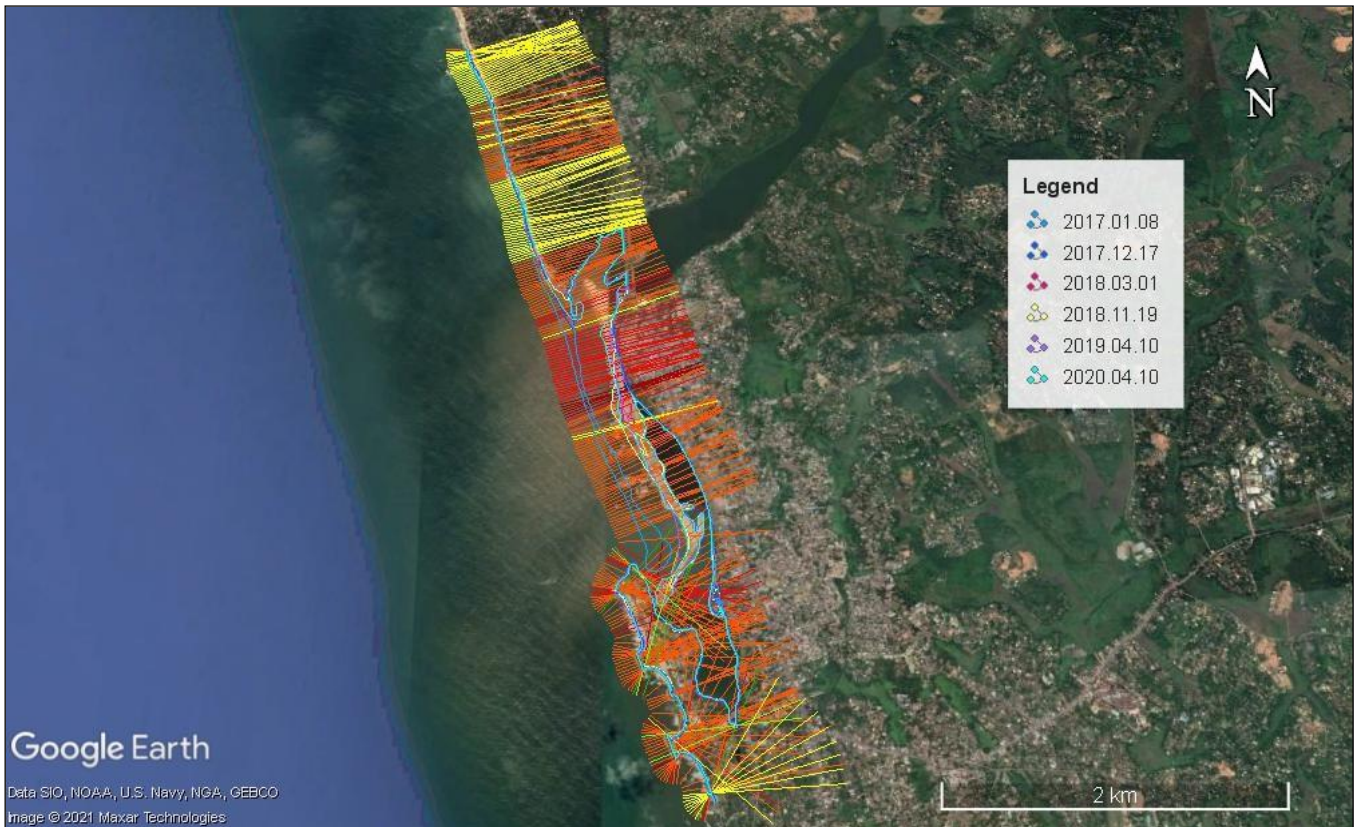 N
Legend
2017.01.08
2017.12.17
2018.03.01
2018.11.19
2019.04.10
2020.04.10
Google Earth
Data SIO, NOAA, U.S. Navy, NGA, GEBCO
Image © 2021 Maxar Technologies
2 km